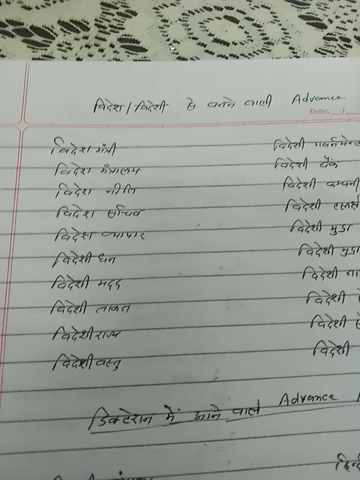 विदेश/विदेशी से बनने वाली Advance
विदेश मंत्री
विदेश मंत्रालय
विदेश नीति
विदेश सचिव
विदेश व्यापार
विदेशी धन
विदेशी मदद
विदेशी ताकत
विदेशी राज्य
विदेशी वस्तु
विदेशी गवर्नमेन्ट
विदेशी बैंक
विदेशी कम्पनी
विदेशी
विदेशी मुद्रा
विदेशी मुद्रा
विदेशी
विदेशी
विदेशी
विदेशी
डिक्टेशन में आने वाले Advance